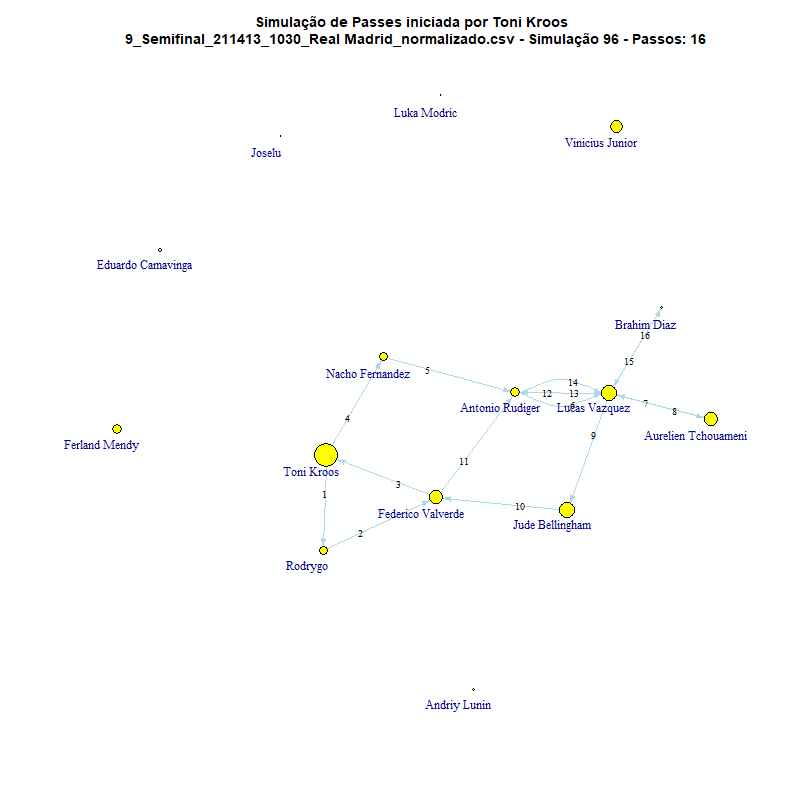 Simulação de Passes iniciada por Toni Kroos
9_Semifinal_211413_1030_Real Madrid_normalizado.csv - Simulação 96 - Passos: 16
Luka Modric
Vinicius Junior
Joselu
Eduardo Camavinga
Brahim Diaz
16
15
Nacho Fernandez
5
14
12
13
6
Antonio Rudiger
Lucas Vazquez
7
8
4
9
Aurelien Tchouameni
Ferland Mendy
11
Toni Kroos
3
1
10
Federico Valverde
Jude Bellingham
2
Rodrygo
Andriy Lunin